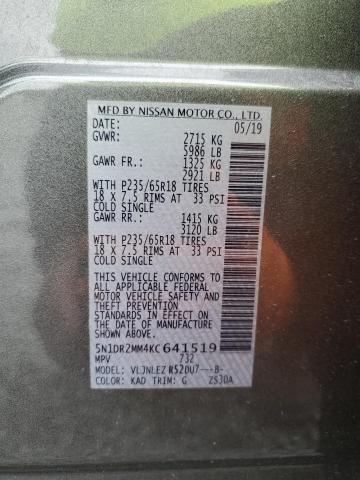 MFD BY NISSAN MOTOR CO., LTD.
DATE: 05/19
GVWR: 2715 KG
5986 LB
GAWR FR.: 1325 KG
2921 LB
WITH P235/65R18 TIRES
18 X 7.5 RIMS AT 33 PSI
COLD SINGLE
GAWR RR.: 1415 KG
3120 LB
WITH P235/65R18 TIRES
18 X 7.5 RIMS AT 33 PSI
COLD SINGLE
THIS VEHICLE CONFORMS TO
ALL APPLICABLE FEDERAL
MOTOR VEHICLE SAFETY AND
THEFT PREVENTION
STANDARDS IN EFFECT ON
THE DATE OF MANUFACTURE
SHOWN ABOVE.
5N1DR2MM4KC641519
MPV 732
MODEL: VLJNLEZ R52UU7---B-
COLOR: KAD TRIM: G ZS30A